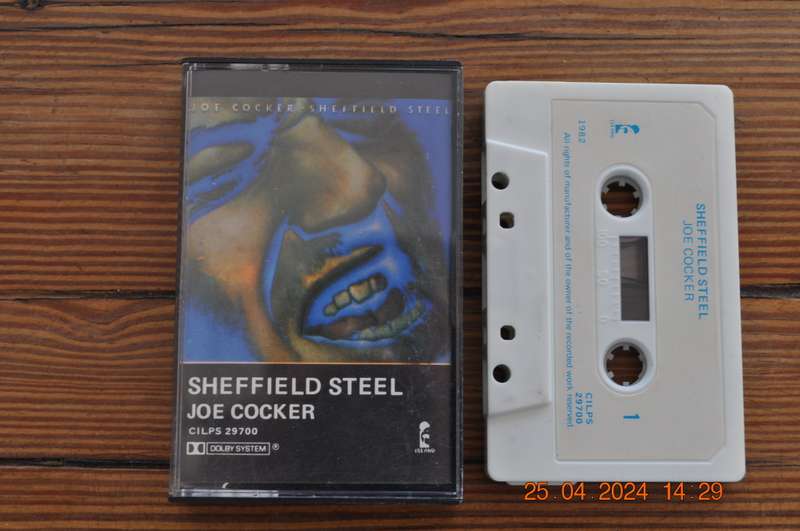 JOE COCKER · SHEFFIELD STEEL
SHEFFIELD STEEL
JOE COCKER
CILPS 29700
DOLBY SYSTEM ®
ISLAND
ISLAND
1982
All rights of manufacturer and of the owner of the recorded work reserved.
SHEFFIELD STEEL
JOE COCKER
CILPS
29700
1
25.04.2024 14:29